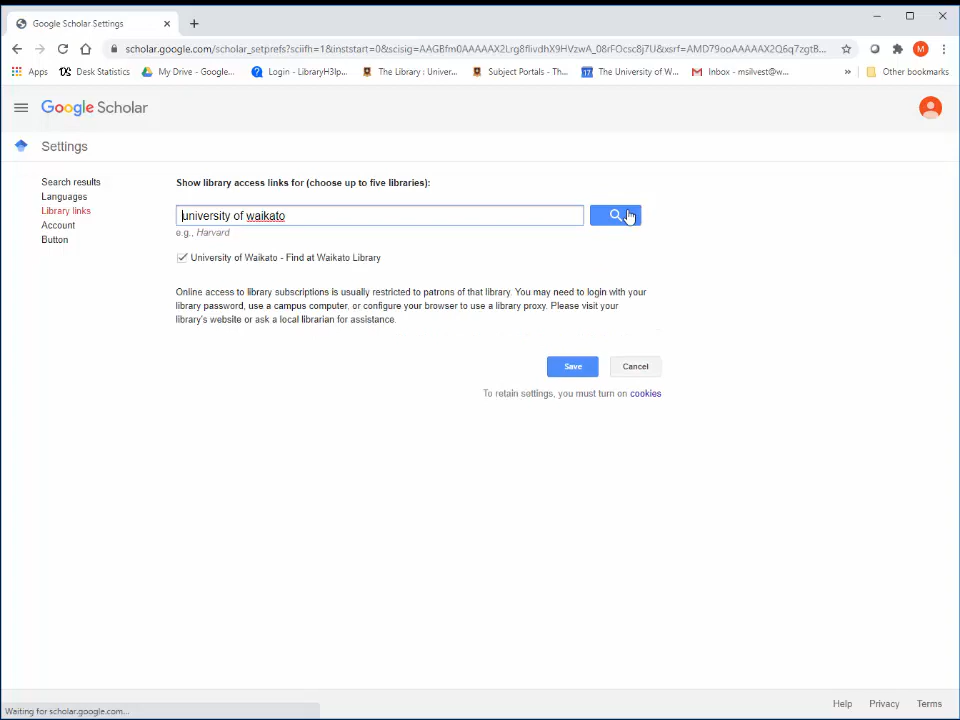 Google Scholar Settings
scholar.google.com/scholar_setprefs?sciifh=1&inststart=0&scisig=
Apps
Desk Statistics
My Drive - Google...
Login - LibraryH3lp...
The Library : Univer...
Subject Portals - Th...
The University of W...
Inbox - msilvest@w...
»
Other bookmarks
M
Google Scholar
Settings
Search results
Languages
Library links
Account
Button
Show library access links for (choose up to five libraries):
university of waikato
e.g., Harvard
University of Waikato - Find at Waikato Library
Online access to library subscriptions is usually restricted to patrons of that library. You may need to login with your
library password, use a campus computer, or configure your browser to use a library proxy. Please visit your
library's website or ask a local librarian for assistance.
Save
Cancel
To retain settings, you must turn on cookies
Help
Privacy
Terms
Waiting for scholar.google.com...